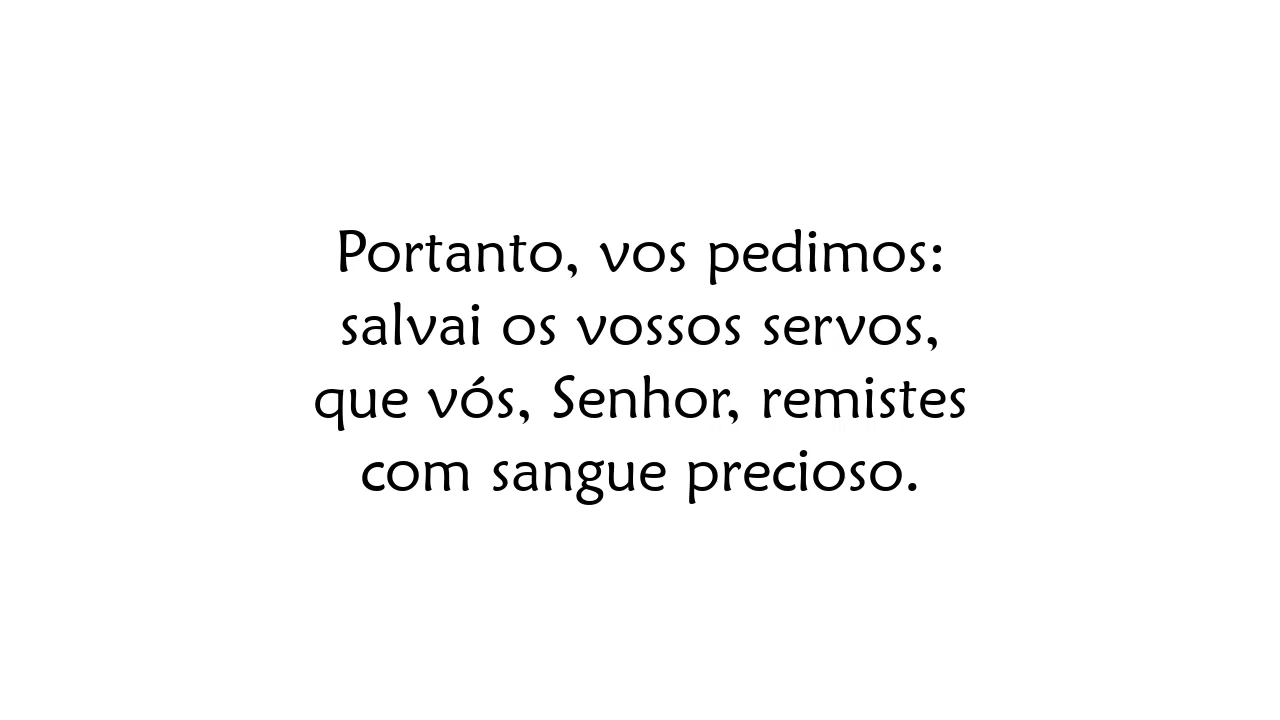 Portanto, vos pedimos:
salvai os vossos servos,
que vós, Senhor, remistes
com sangue precioso.